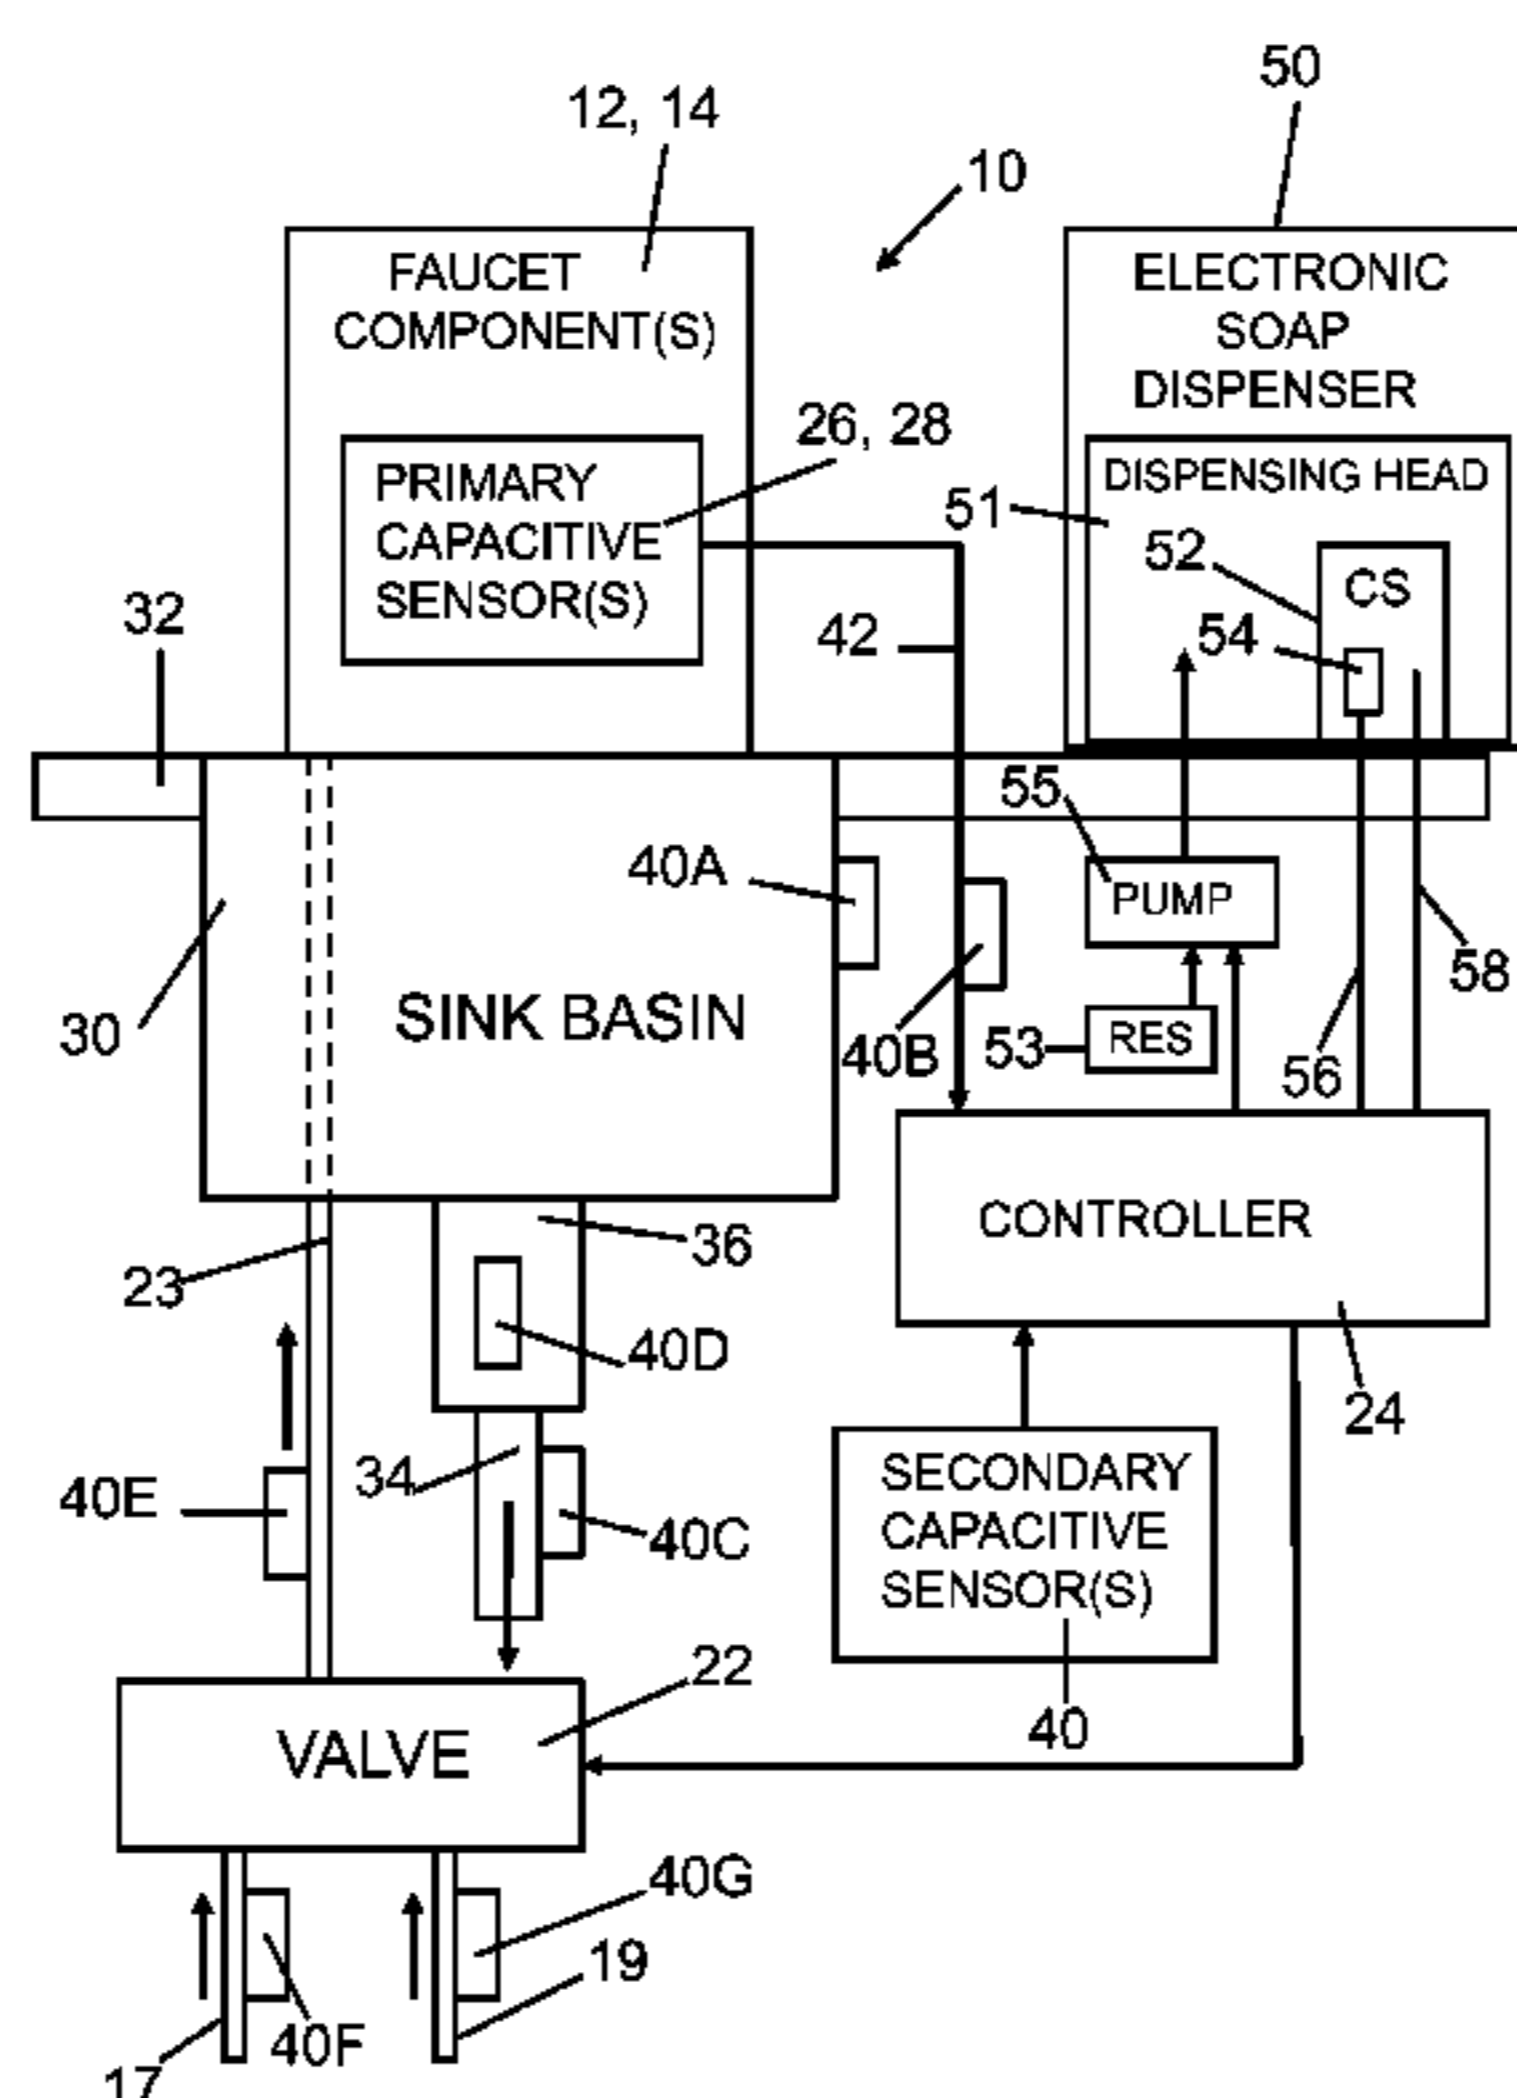 50
12, 14
10
FAUCET
COMPONENT(S)
ELECTRONIC
SOAP
DISPENSER
26, 28
PRIMARY
CAPACITIVE
SENSOR(S)
DISPENSING HEAD
51
52
CS
54
32
42
55
PUMP
40A
40B
58
30
SINK BASIN
53
RES
56
CONTROLLER
36
23
40D
24
34
40E
40C
SECONDARY
CAPACITIVE
SENSOR(S)
22
40
VALVE
40G
19
40F
17